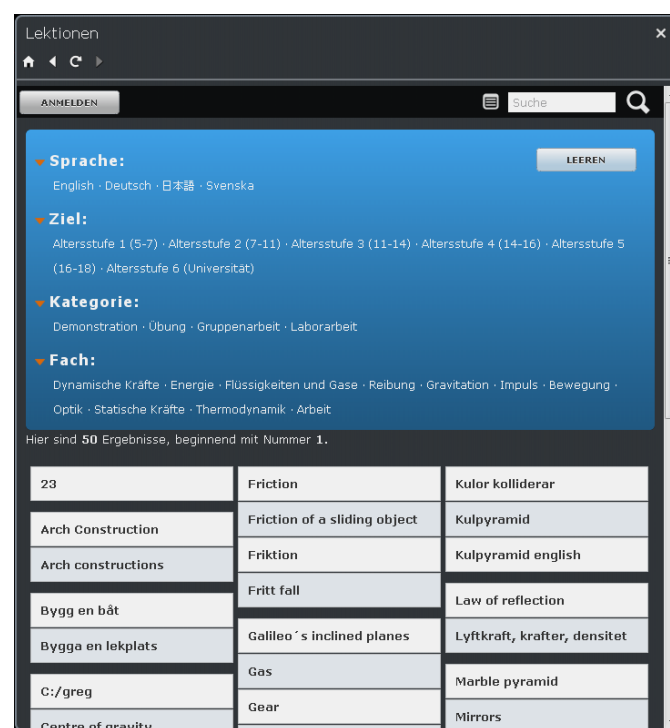 Lektionen
ANMELDEN
Suche
Sprache:
LEEREN
English · Deutsch · 日本語 · Svenska
Ziel:
Altersstufe 1 (5-7) · Altersstufe 2 (7-11) · Altersstufe 3 (11-14) · Altersstufe 4 (14-16) · Altersstufe 5
(16-18) · Altersstufe 6 (Universität)
Kategorie:
Demonstration · Übung · Gruppenarbeit · Laborarbeit
Fach:
Dynamische Kräfte · Energie · Flüssigkeiten und Gase · Reibung · Gravitation · Impuls · Bewegung ·
Optik · Statische Kräfte · Thermodynamik · Arbeit
Hier sind 50 Ergebnisse, beginnend mit Nummer 1.
23
Arch Construction
Arch constructions
Bygg en båt
Bygga en lekplats
C:/greg
Centre of gravity
Friction
Friction of a sliding object
Friktion
Fritt fall
Galileo´s inclined planes
Gas
Gear
Kulor kolliderar
Kulpyramid
Kulpyramid english
Law of reflection
Lyftkraft, krafter, densitet
Marble pyramid
Mirrors